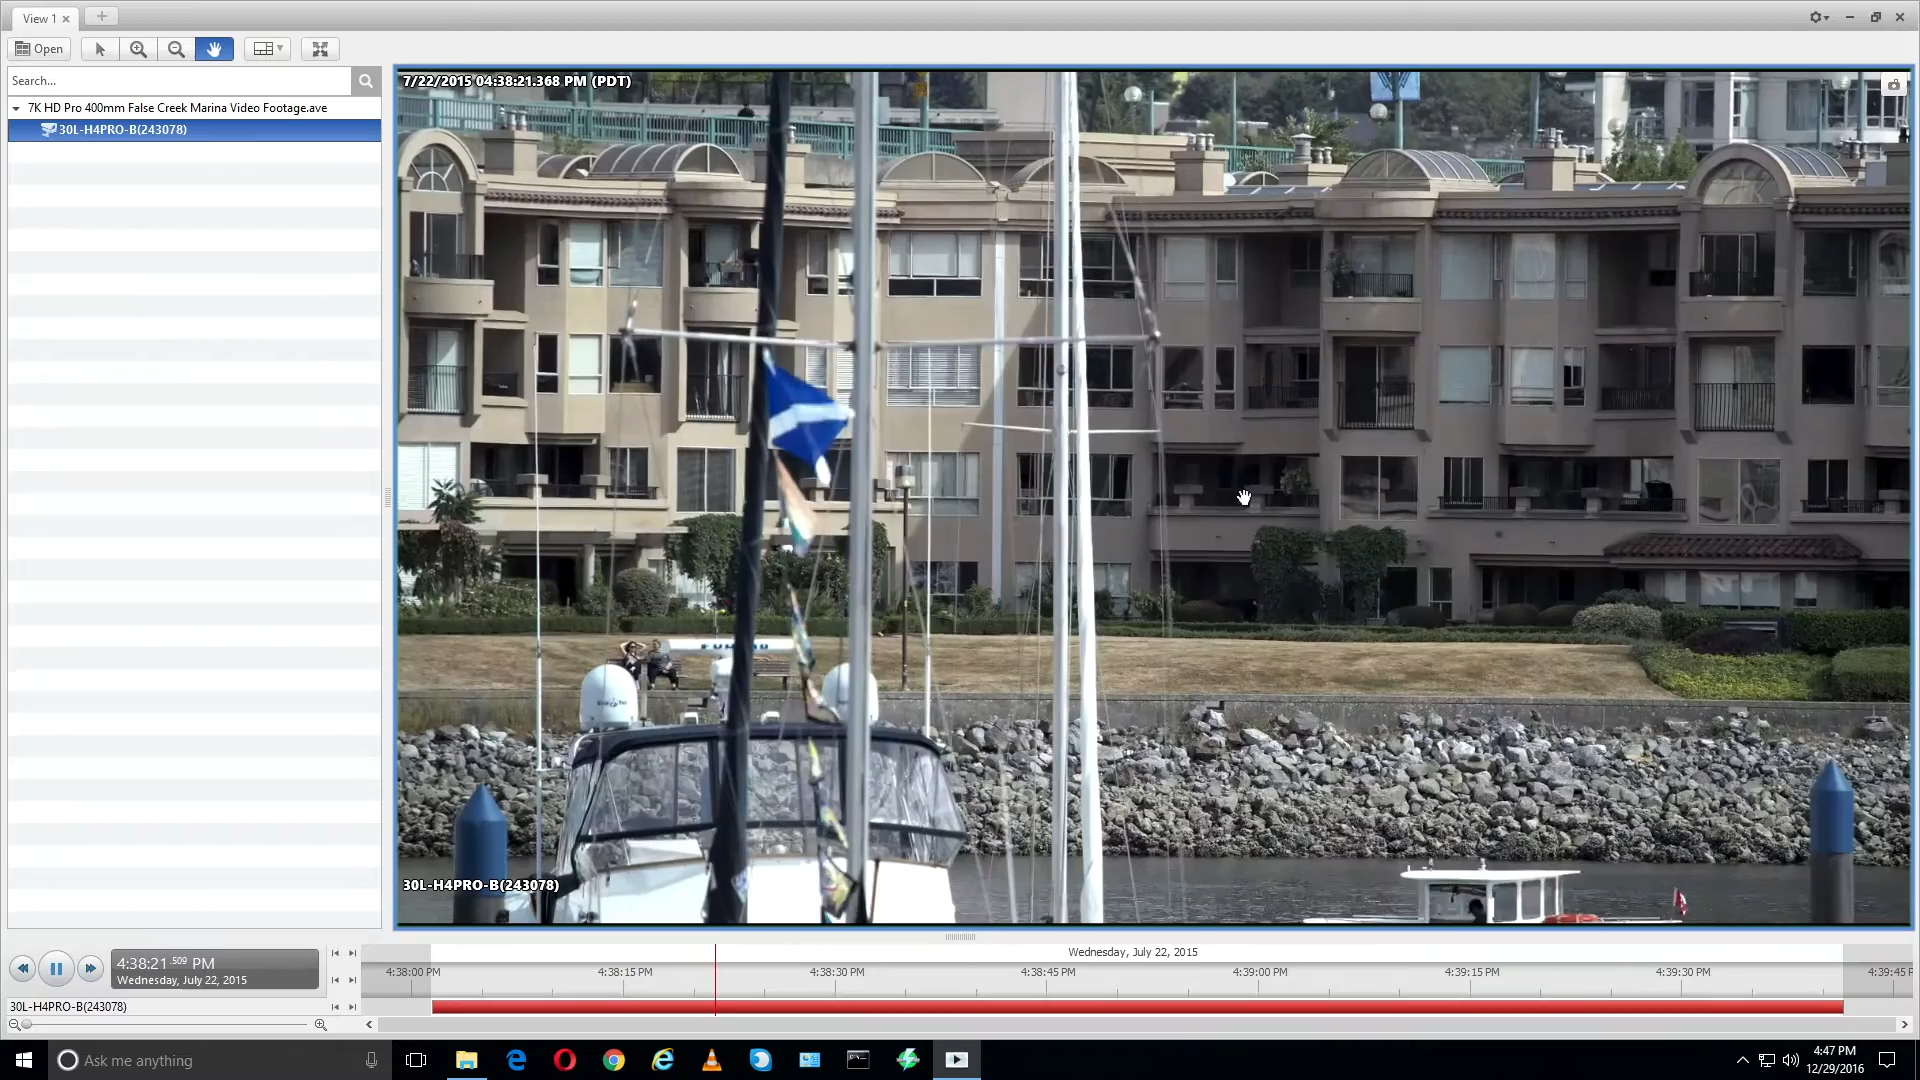 View 1
Open
Search...
7K HD Pro 400mm False Creek Marina Video Footage.ave
30L-H4PRO-B(243078)
7/22/2015 04:38:21.368 PM (PDT)
30L-H4PRO-B(243078)
4:38:21 .509 PM
Wednesday, July 22, 2015
Wednesday, July 22, 2015
4:38:00 PM
4:38:15 PM
4:38:30 PM
4:38:45 PM
4:39:00 PM
4:39:15 PM
4:39:30 PM
4:39:45 P
30L-H4PRO-B(243078)
Ask me anything
4:47 PM
12/29/2016